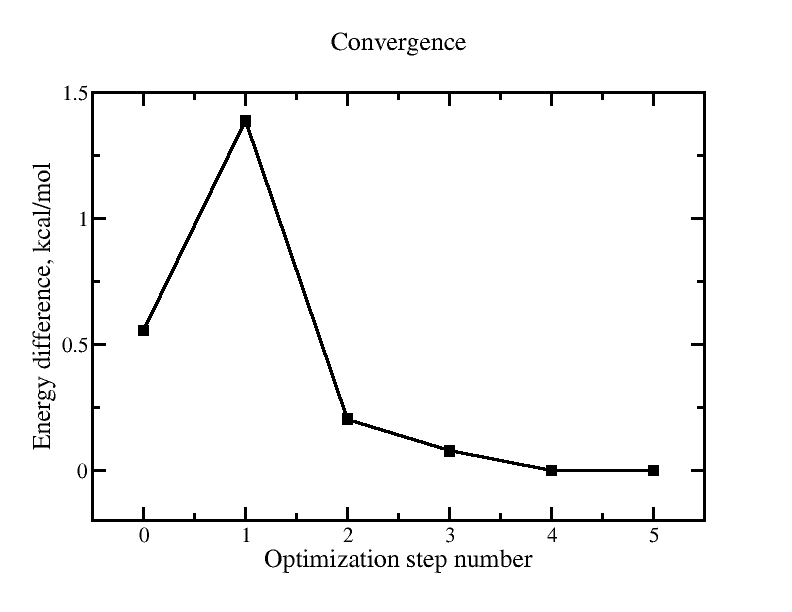 Convergence
1.5
1
0.5
0
Energy difference, kcal/mol
0 1 2 3 4 5
Optimization step number